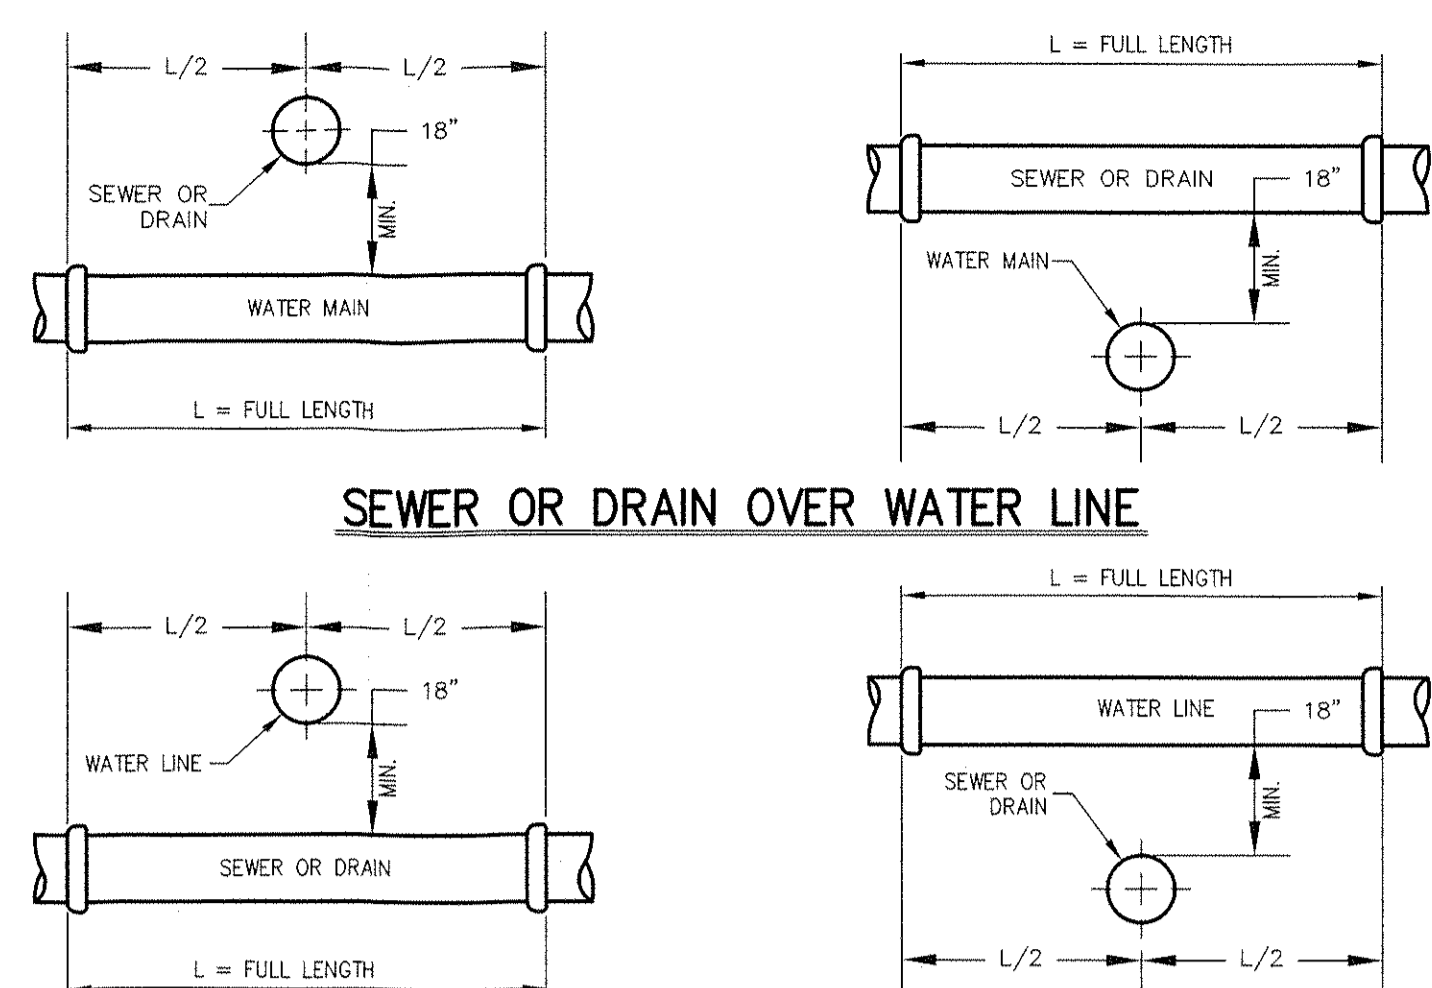 L/2
L/2
18"
SEWER OR
DRAIN
MIN.
WATER MAIN
L = FULL LENGTH
L = FULL LENGTH
SEWER OR DRAIN
18"
WATER MAIN
MIN.
L/2
L/2
SEWER OR DRAIN OVER WATER LINE
L/2
L/2
18"
WATER LINE
MIN.
SEWER OR DRAIN
L = FULL LENGTH
L = FULL LENGTH
WATER LINE
18"
SEWER OR
DRAIN
MIN.
L/2
L/2